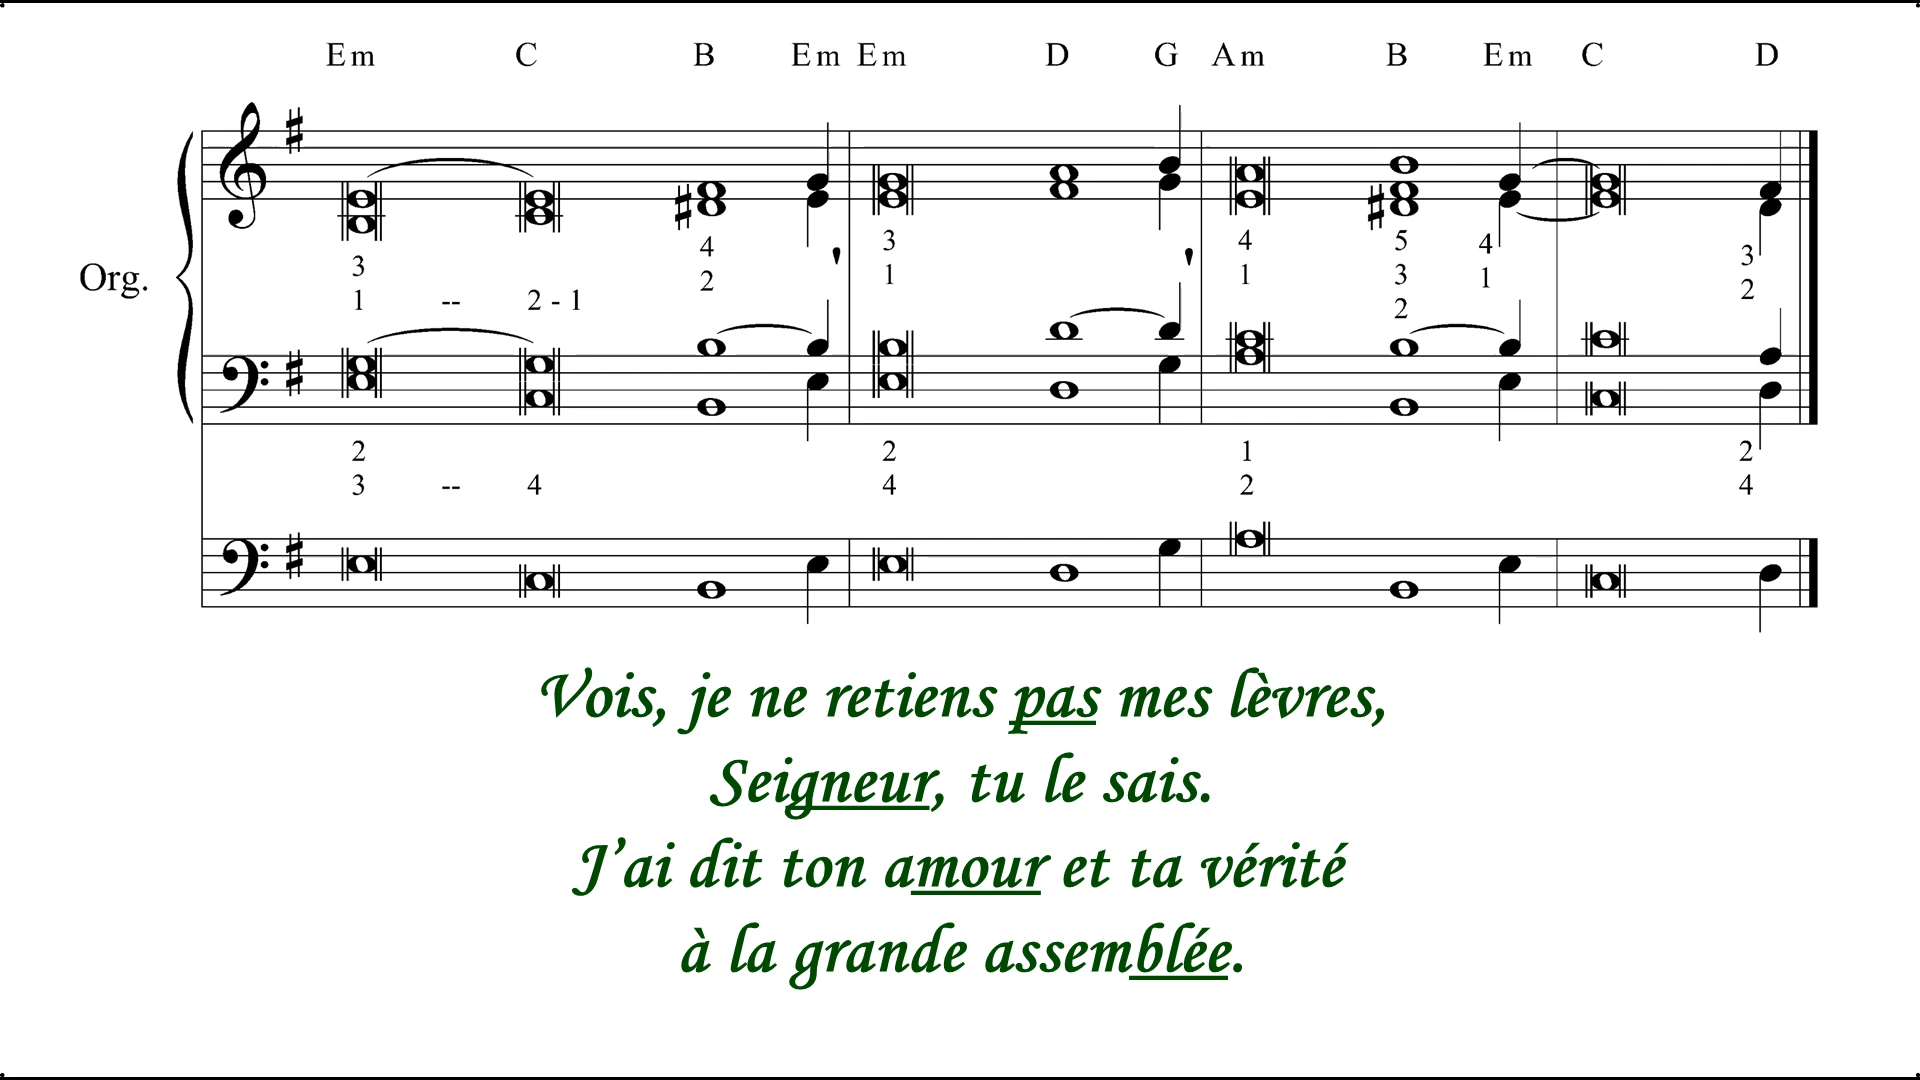 Em C B Em Em D G Am B Em C D
Org.
4 3 4 5 4 3
3 2 1 1 3 1 2
1 -- 2 - 1 2
2 2 1 2
3 -- 4 4 2 4
Vois, je ne retiens pas mes lèvres,
Seigneur, tu le sais.
J’ai dit ton amour et ta vérité
à la grande assemblée.